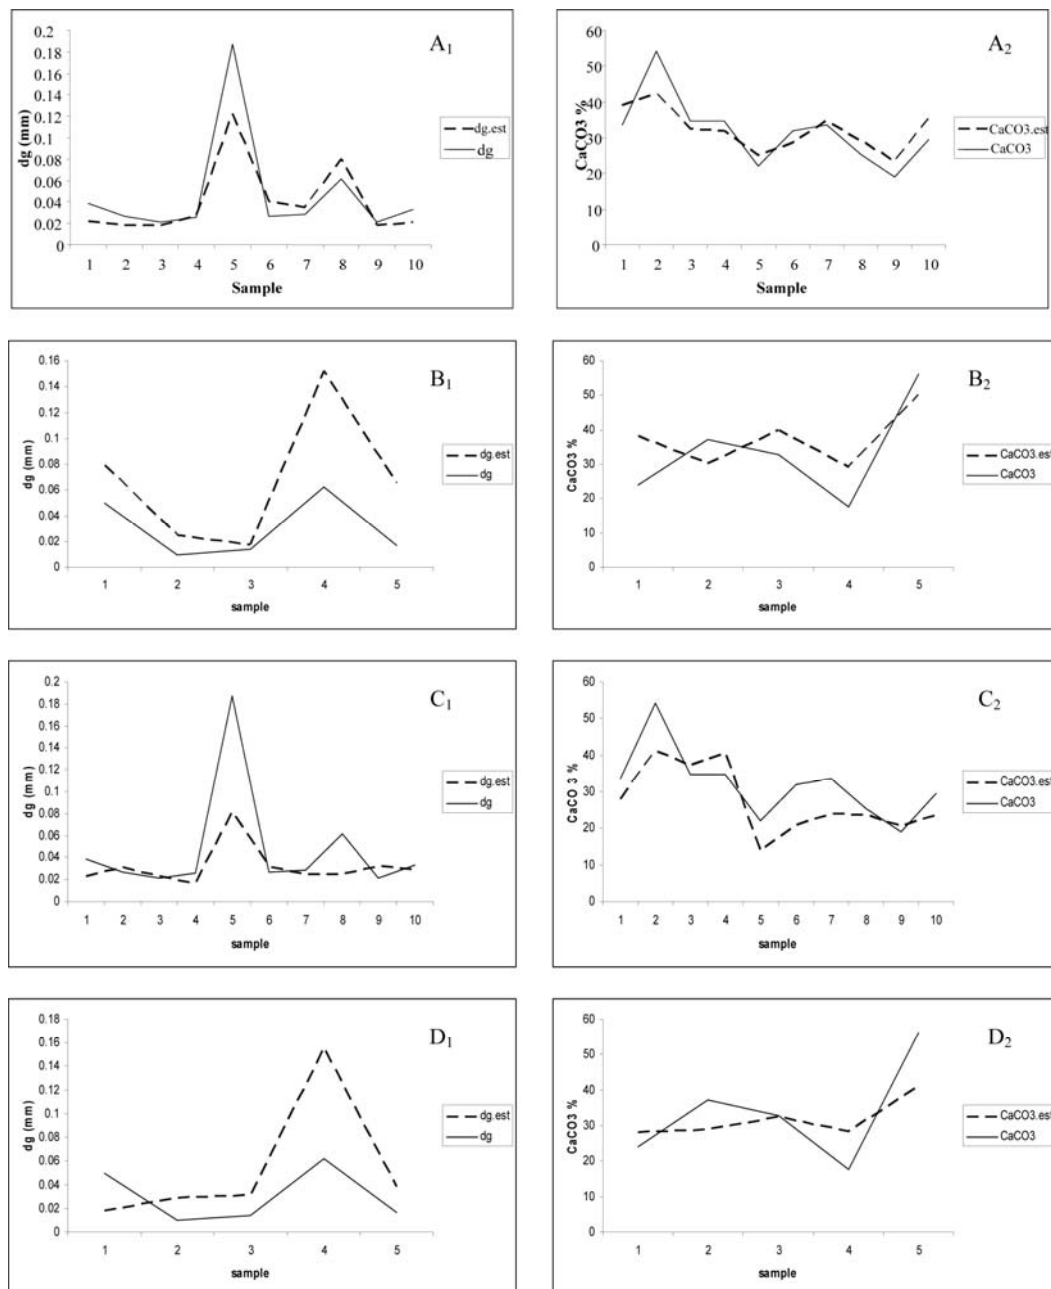 A₁
dg (mm)
0.2
0.18
0.16
0.14
0.12
0.1
0.08
0.06
0.04
0.02
0
1 2 3 4 5 6 7 8 9 10
Sample
dg.est
dg
A₂
CaCO3 %
60
50
40
30
20
10
0
1 2 3 4 5 6 7 8 9 10
Sample
CaCO3.est
CaCO3
B₁
dg (mm)
0.16
0.14
0.12
0.1
0.08
0.06
0.04
0.02
0
1 2 3 4 5
sample
dg.est
dg
B₂
CaCO3 %
60
50
40
30
20
10
0
1 2 3 4 5
sample
CaCO3.est
CaCO3
C₁
dg (mm)
0.2
0.18
0.16
0.14
0.12
0.1
0.08
0.06
0.04
0.02
0
1 2 3 4 5 6 7 8 9 10
sample
dg.est
dg
C₂
CaCO 3 %
60
50
40
30
20
10
0
1 2 3 4 5 6 7 8 9 10
sample
CaCO3.est
CaCO3
D₁
dg (mm)
0.18
0.16
0.14
0.12
0.1
0.08
0.06
0.04
0.02
0
1 2 3 4 5
sample
dg.est
dg
D₂
CaCO3 %
60
50
40
30
20
10
0
1 2 3 4 5
sample
CaCO3.est
CaCO3